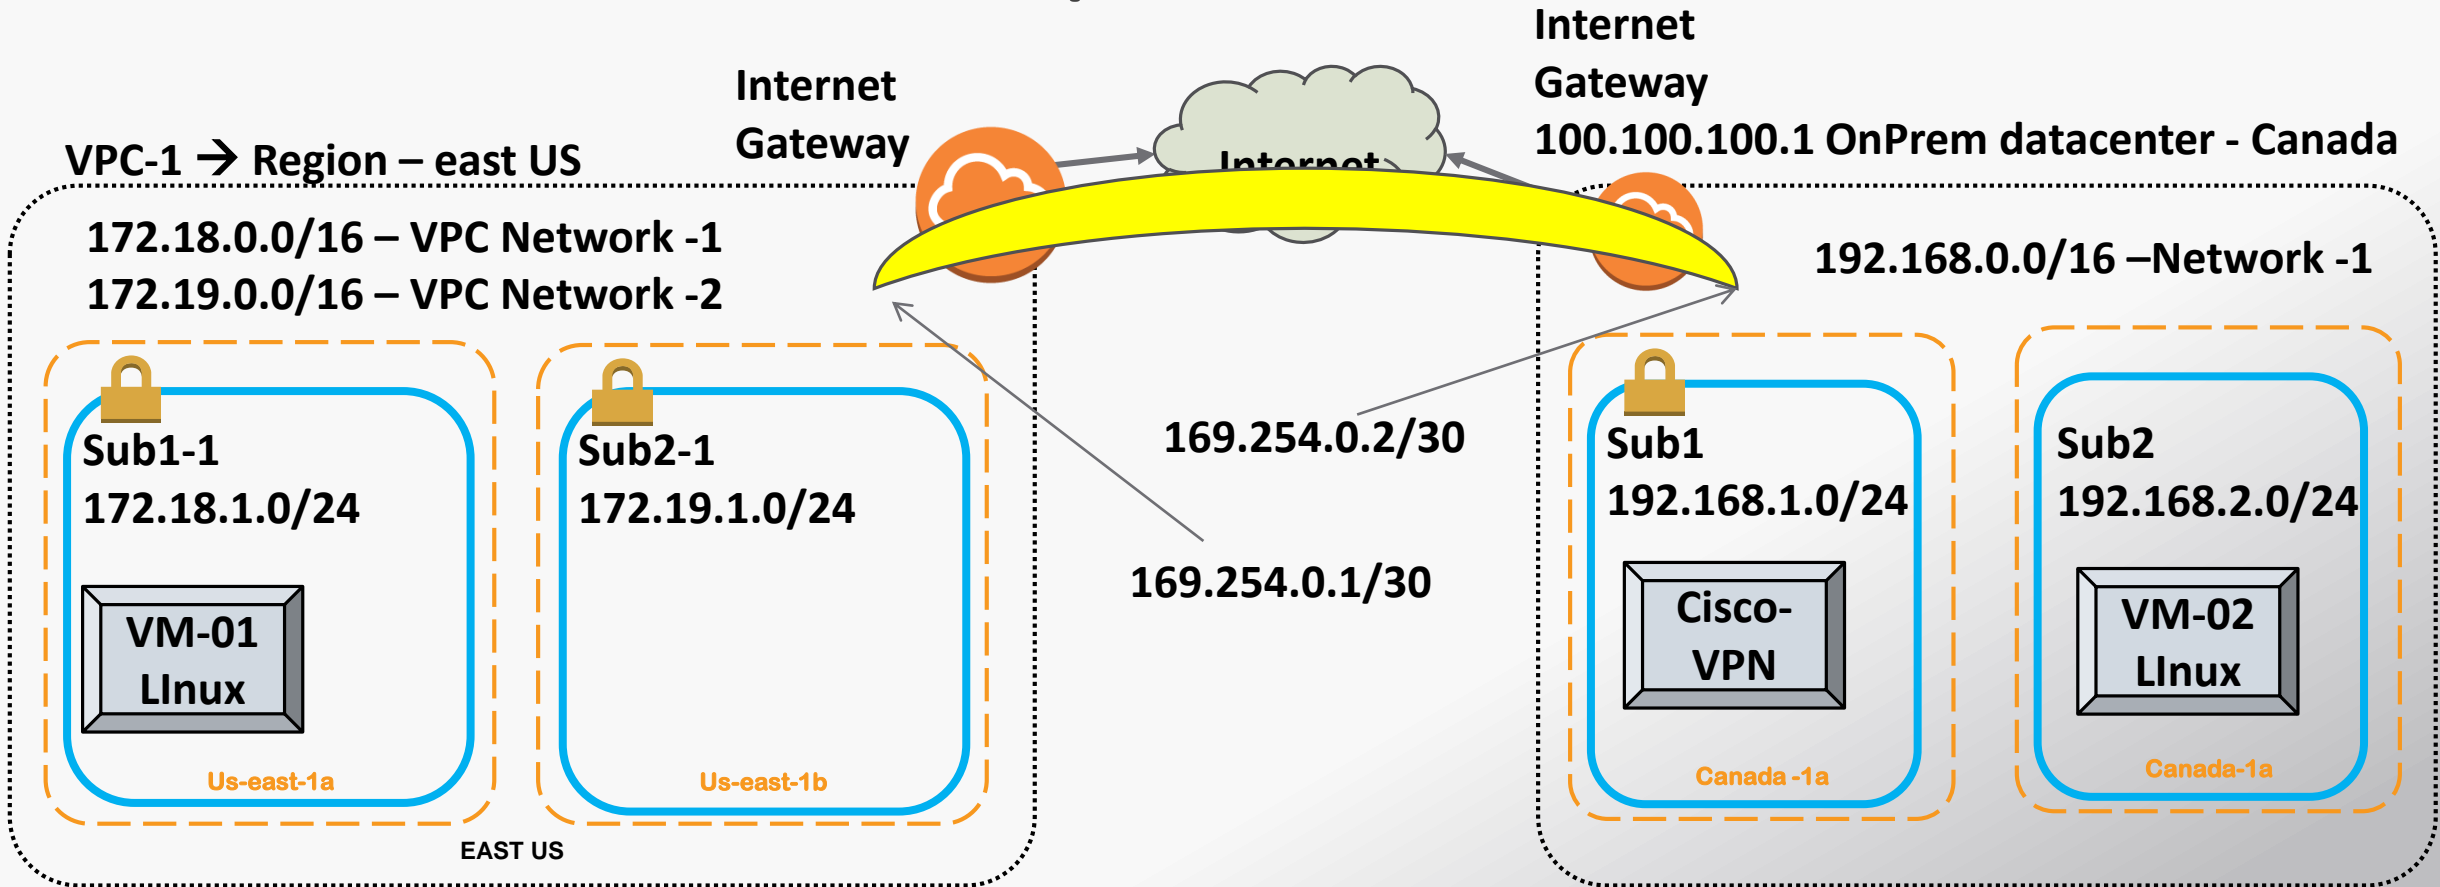 Internet
Gateway
100.100.100.1 OnPrem datacenter - Canada
Internet
Gateway
Internet
VPC-1 → Region – east US
172.18.0.0/16 – VPC Network -1
172.19.0.0/16 – VPC Network -2
192.168.0.0/16 –Network -1
Sub1-1
172.18.1.0/24
VM-01
LInux
Us-east-1a
Sub2-1
172.19.1.0/24
Us-east-1b
EAST US
169.254.0.2/30
169.254.0.1/30
Sub1
192.168.1.0/24
Cisco-
VPN
Canada -1a
Sub2
192.168.2.0/24
VM-02
LInux
Canada-1a